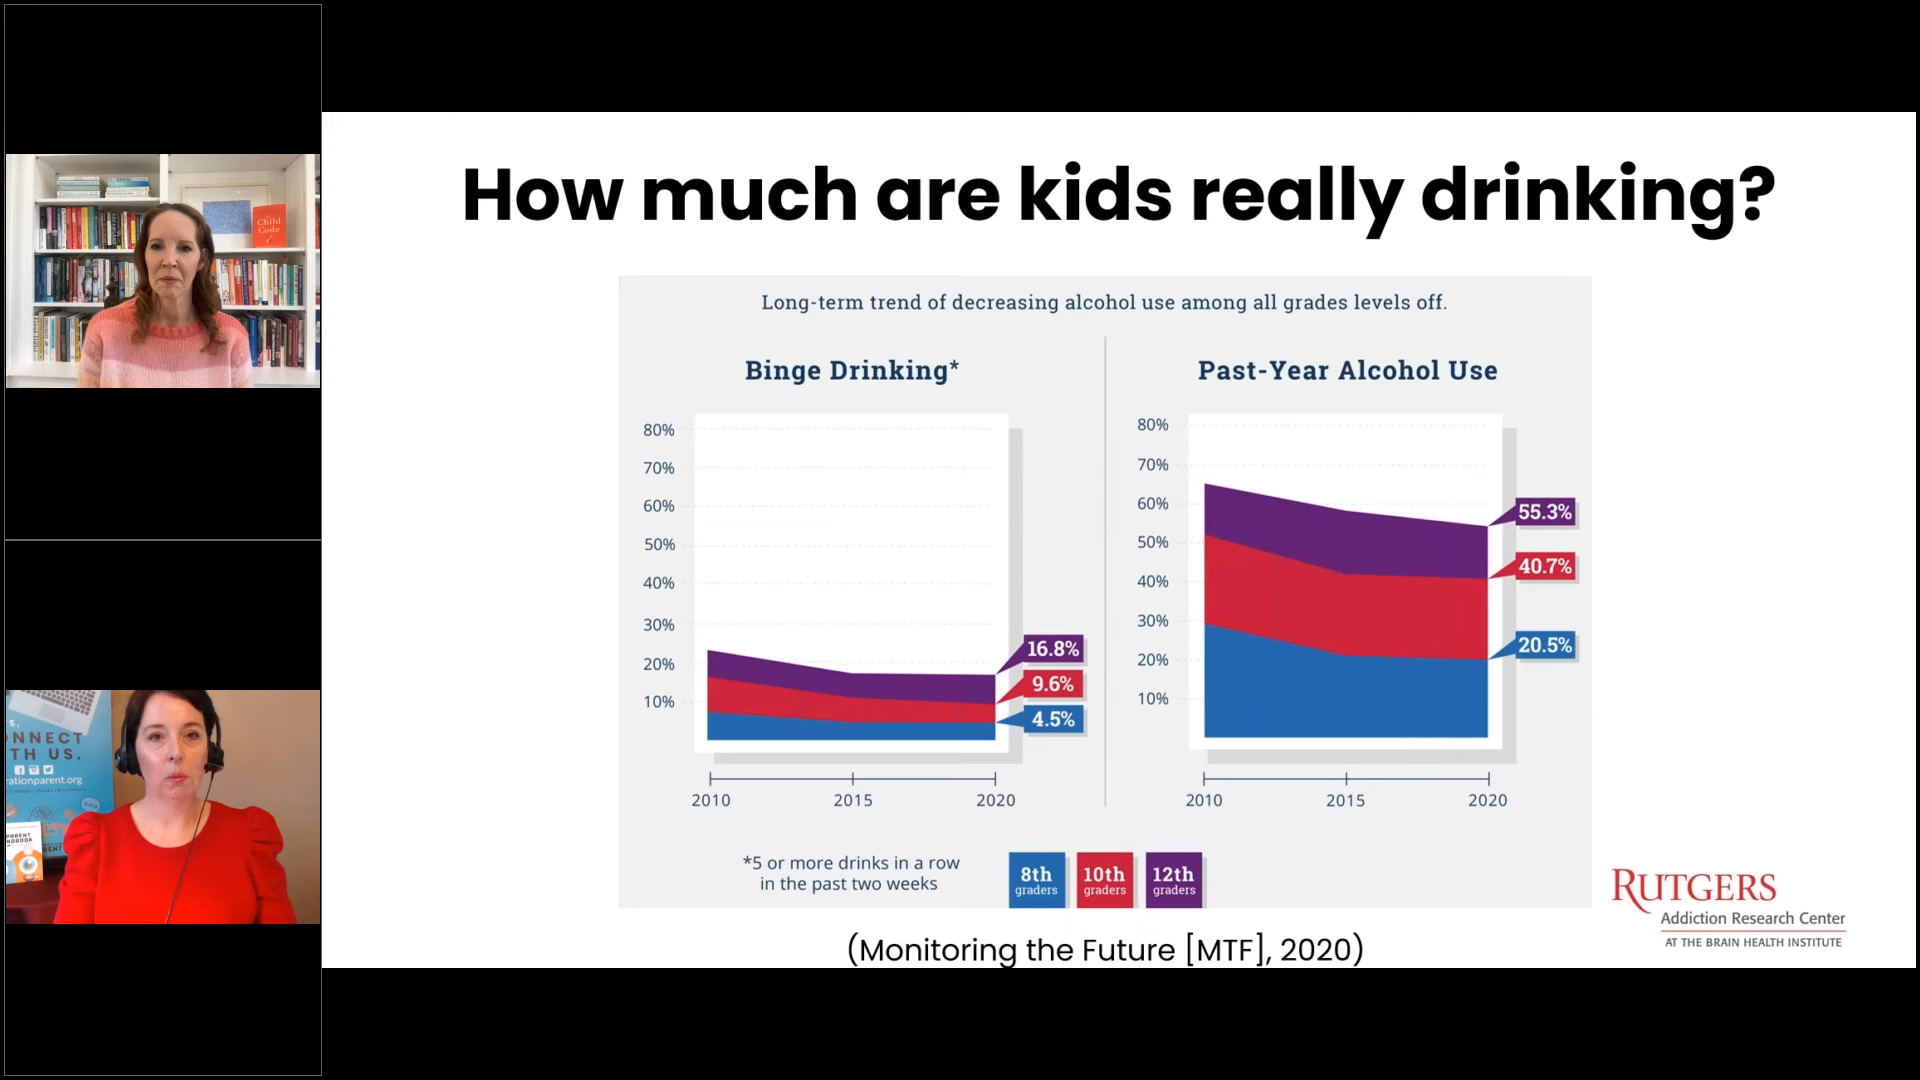 How much are kids really drinking?
Long-term trend of decreasing alcohol use among all grades levels off.
Binge Drinking*
80%
70%
60%
50%
40%
30%
20%
10%
16.8%
9.6%
4.5%
2010 2015 2020
Past-Year Alcohol Use
80%
70%
60%
50%
40%
30%
20%
10%
55.3%
40.7%
20.5%
2010 2015 2020
*5 or more drinks in a row
in the past two weeks
8th
graders
10th
graders
12th
graders
(Monitoring the Future [MTF], 2020)
RUTGERS
Addiction Research Center
AT THE BRAIN HEALTH INSTITUTE
Child
Code
NNECT
TH US.
rationparent.org